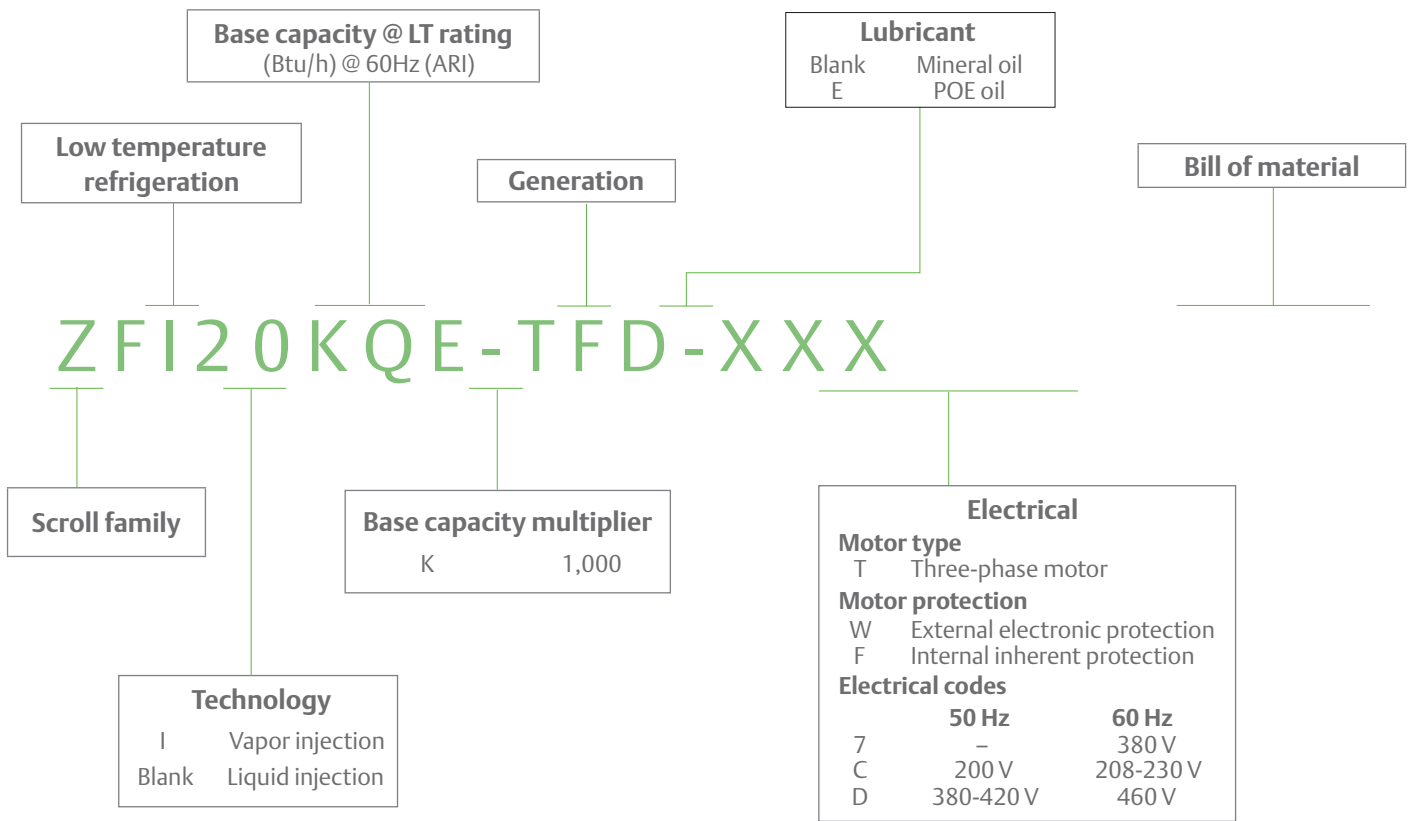 Base capacity @ LT rating
(Btu/h) @ 60Hz (ARI)
Lubricant
Blank Mineral oil
E POE oil
Low temperature
refrigeration
Generation
Bill of material
ZFI20KQE-TFD-XXX
Scroll family
Base capacity multiplier
K 1,000
Technology
I Vapor injection
Blank Liquid injection
Electrical
Motor type
T Three-phase motor
Motor protection
W External electronic protection
F Internal inherent protection
Electrical codes
50 Hz 60 Hz
7 – 380 V
C 200 V 208-230 V
D 380-420 V 460 V